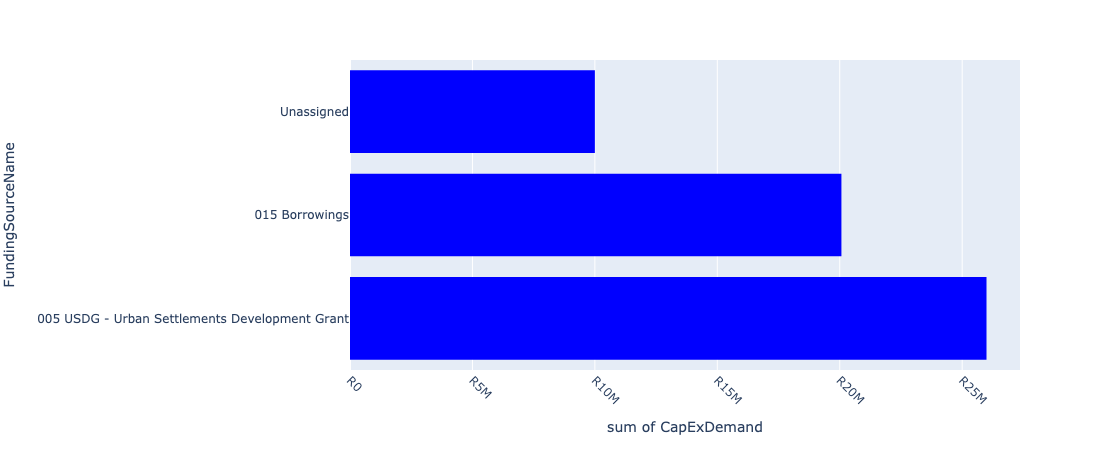 FundingSourceName
Unassigned
015 Borrowings
005 USDG - Urban Settlements Development Grant
R0
R5M
R10M
R15M
R20M
R25M
sum of CapExDemand